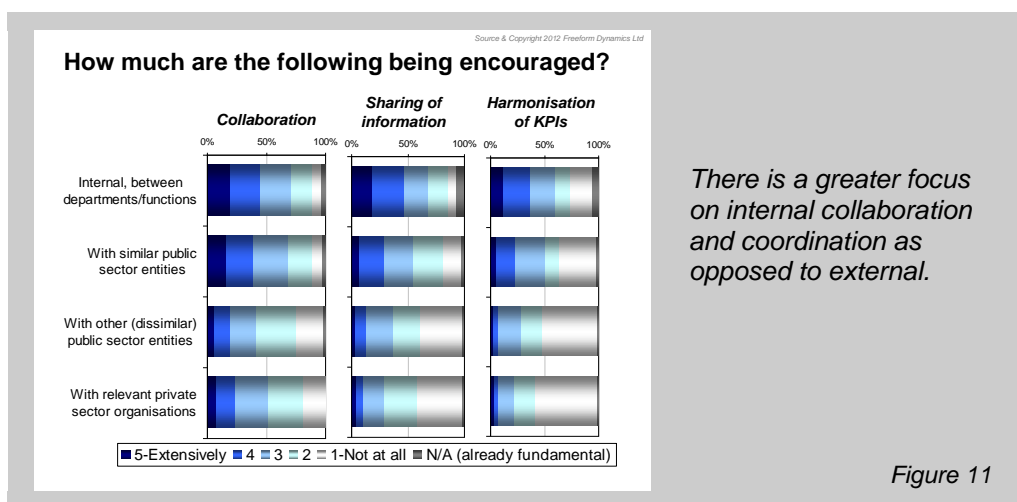 Source & Copyright 2012 Freeform Dynamics Ltd
How much are the following being encouraged?
Collaboration
Sharing of
information
Harmonisation
of KPIs
0% 50% 100%
0% 50% 100%
0% 50% 100%
Internal, between
departments/functions
With similar public
sector entities
With other (dissimilar)
public sector entities
With relevant private
sector organisations
5-Extensively 4 3 2 1-Not at all N/A (already fundamental)
There is a greater focus
on internal collaboration
and coordination as
opposed to external.
Figure 11